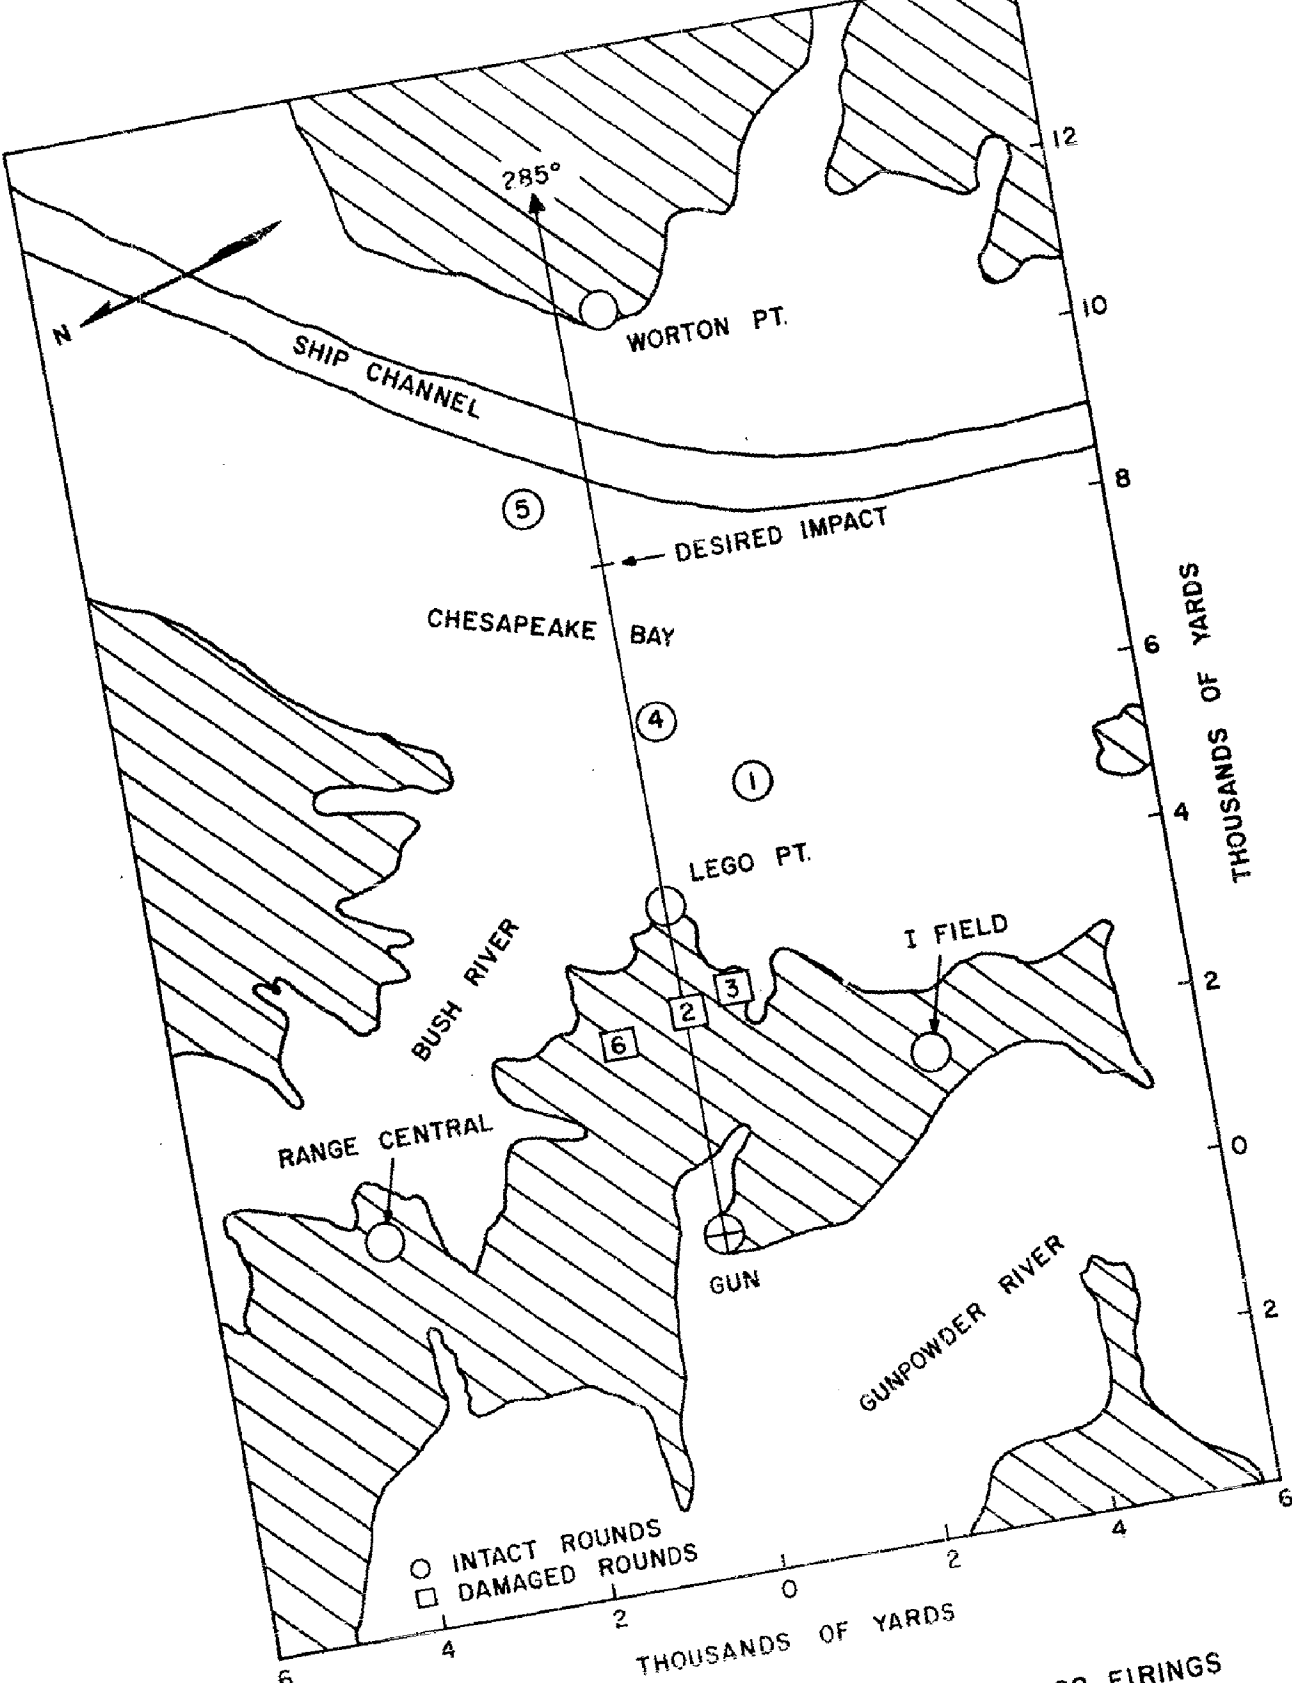 285°
12
N
10
WORTON PT.
SHIP CHANNEL
8
5
DESIRED IMPACT
CHESAPEAKE BAY
6
THOUSANDS OF YARDS
4
1
4
LEGO PT.
I FIELD
BUSH RIVER
3
2
2
6
RANGE CENTRAL
0
GUN
GUNPOWDER RIVER
2
○ INTACT ROUNDS
□ DAMAGED ROUNDS
6 4 2 0 2 4 6
THOUSANDS OF YARDS
FIRINGS